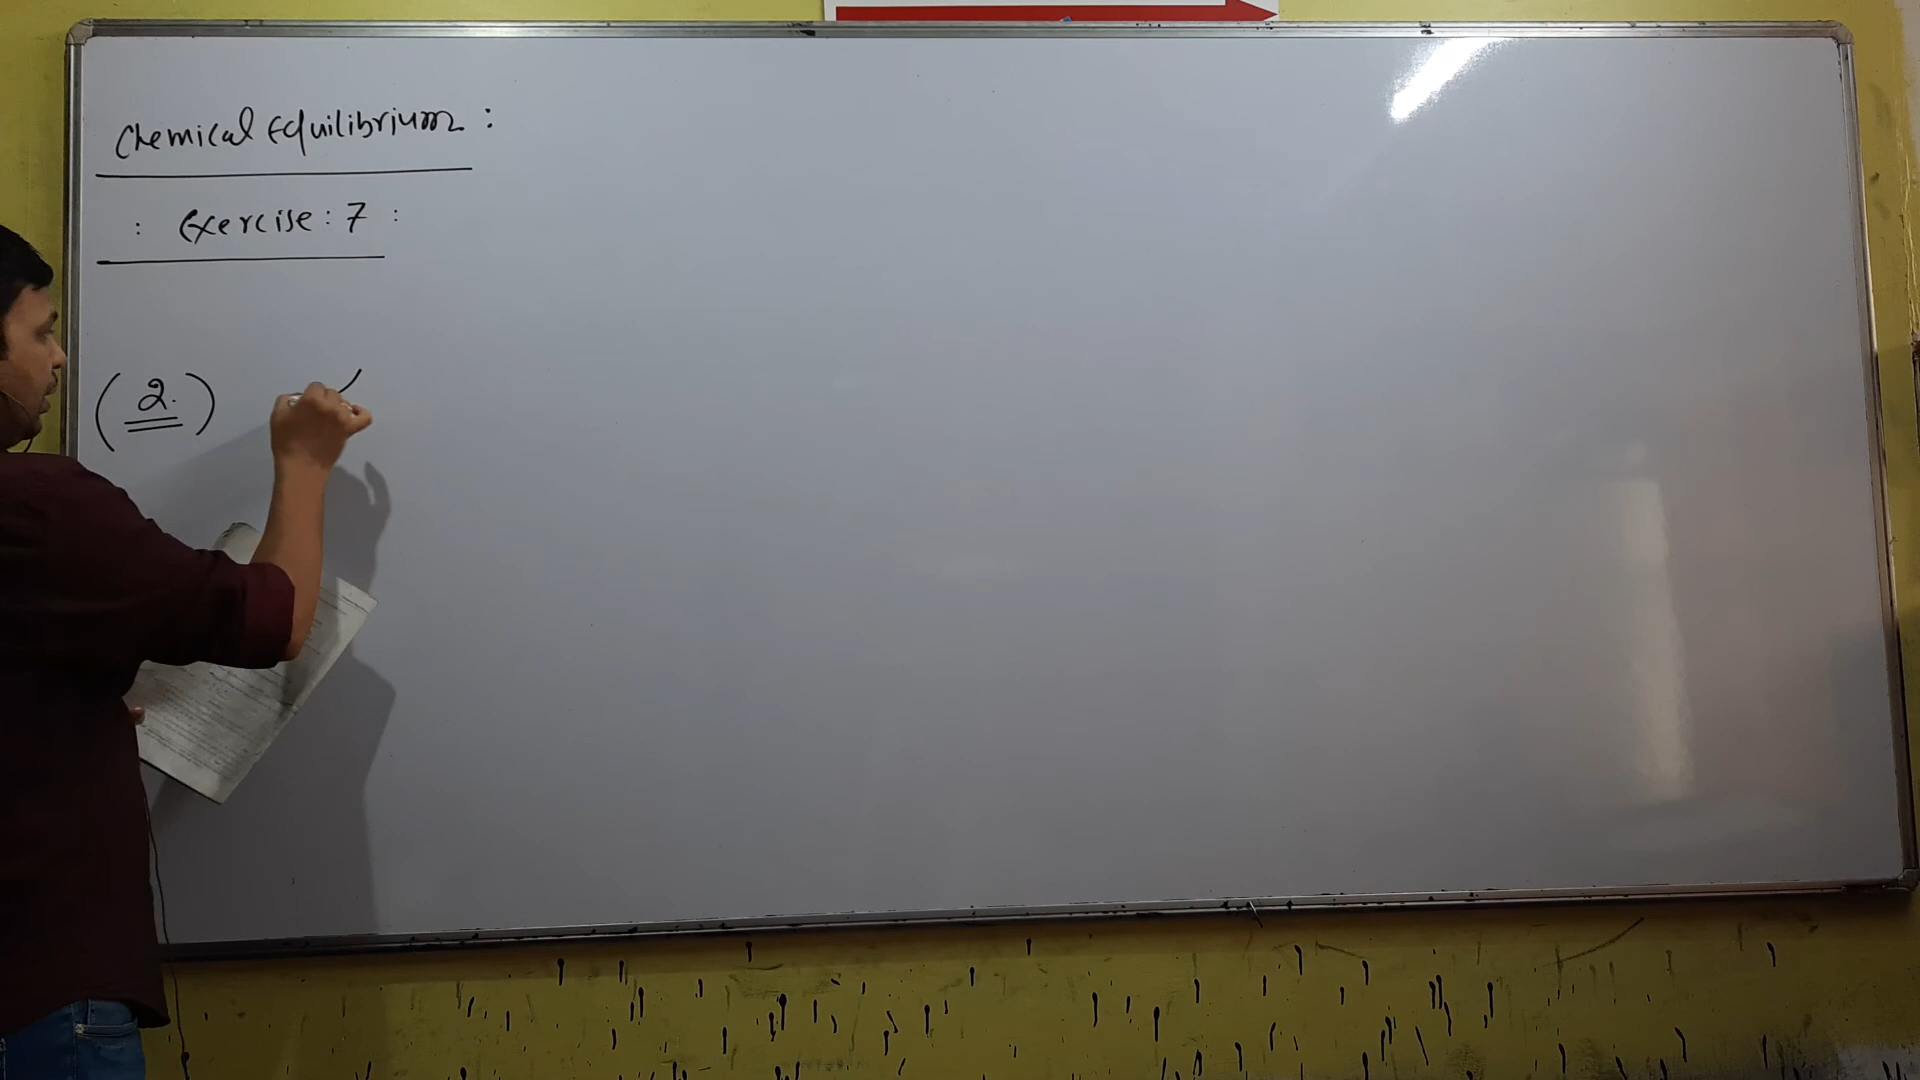 Chemical Equilibrium :
: Exercise : 7 :
( 2. )